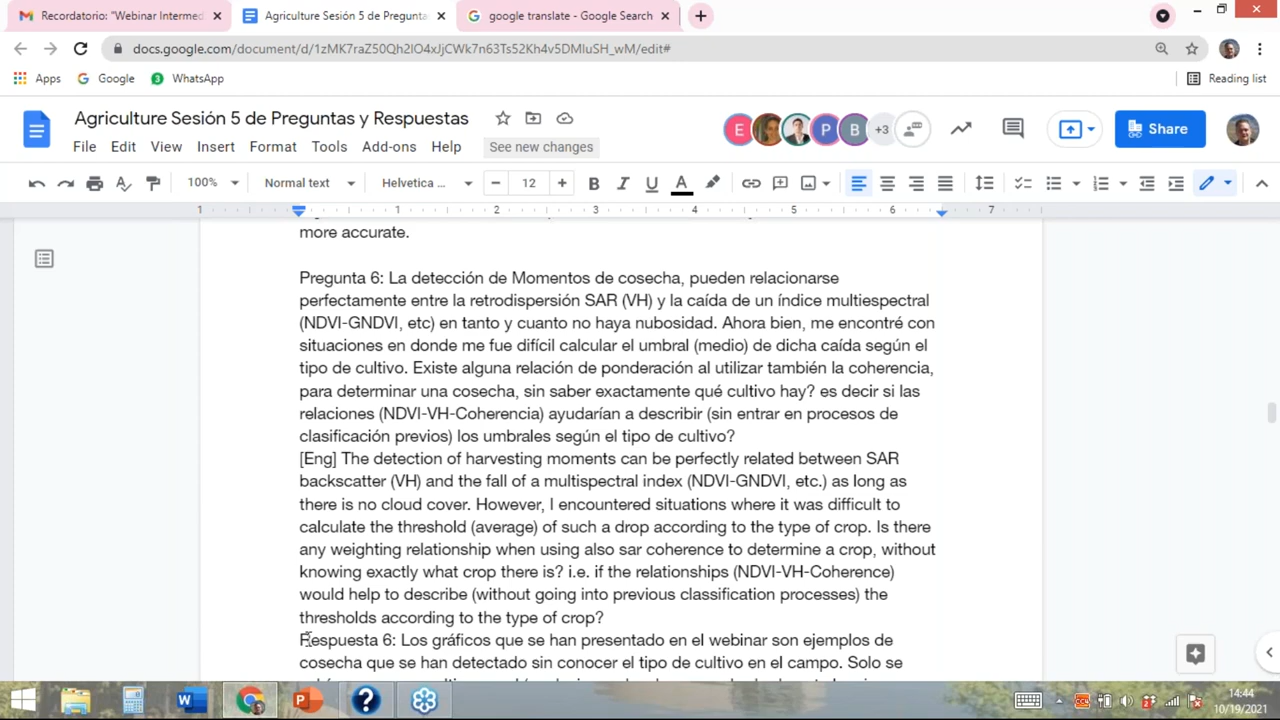 Recordatorio: "Webinar Intermed
Agriculture Sesión 5 de Pregunta
google translate - Google Search
docs.google.com/document/d/1zMK7raZ50Qh2lO4xJjCWk7n63Ts52Kh4v5DMluSH_wM/edit#
Apps
Google
WhatsApp
Reading list
Agriculture Sesión 5 de Preguntas y Respuestas
E
P
B
+3
Share
File Edit View Insert Format Tools Add-ons Help
See new changes
100%
Normal text
Helvetica ...
12
1 1 2 3 4 5 6 7
more accurate.
Pregunta 6: La detección de Momentos de cosecha, pueden relacionarse
perfectamente entre la retrodispersión SAR (VH) y la caída de un índice multiespectral
(NDVI-GNDVI, etc) en tanto y cuanto no haya nubosidad. Ahora bien, me encontré con
situaciones en donde me fue difícil calcular el umbral (medio) de dicha caída según el
tipo de cultivo. Existe alguna relación de ponderación al utilizar también la coherencia,
para determinar una cosecha, sin saber exactamente qué cultivo hay? es decir si las
relaciones (NDVI-VH-Coherencia) ayudarían a describir (sin entrar en procesos de
clasificación previos) los umbrales según el tipo de cultivo?
[Eng] The detection of harvesting moments can be perfectly related between SAR
backscatter (VH) and the fall of a multispectral index (NDVI-GNDVI, etc.) as long as
there is no cloud cover. However, I encountered situations where it was difficult to
calculate the threshold (average) of such a drop according to the type of crop. Is there
any weighting relationship when using also sar coherence to determine a crop, without
knowing exactly what crop there is? i.e. if the relationships (NDVI-VH-Coherence)
would help to describe (without going into previous classification processes) the
thresholds according to the type of crop?
Respuesta 6: Los gráficos que se han presentado en el webinar son ejemplos de
cosecha que se han detectado sin conocer el tipo de cultivo en el campo. Solo se
14:44
10/19/2021